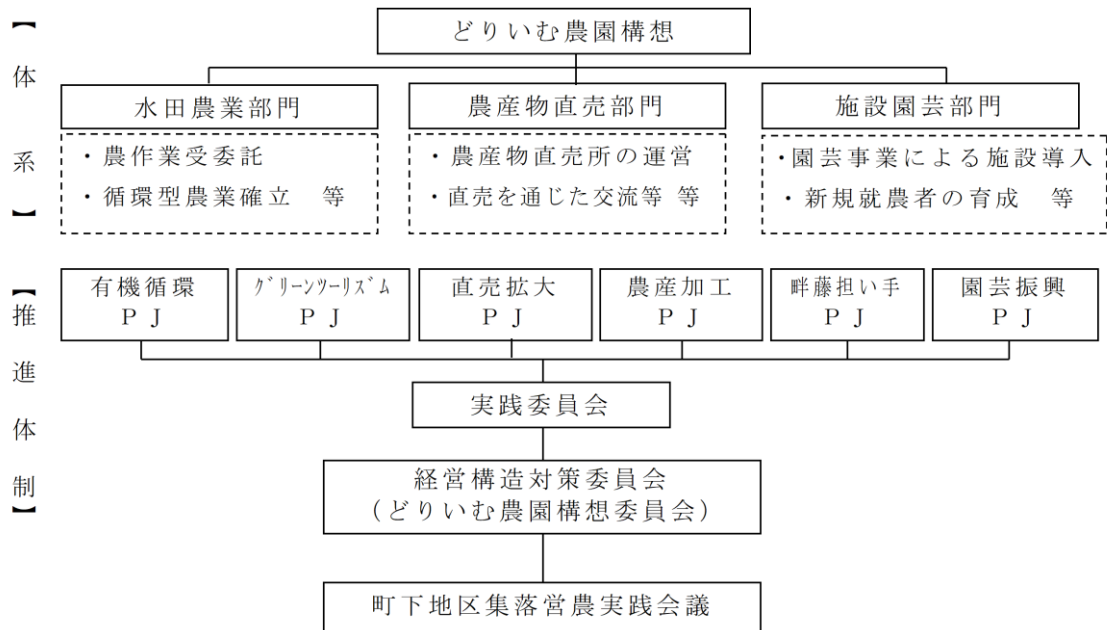 【体系】
どりいむ農園構想
水田農業部門
農産物直売部門
施設園芸部門
・農作業受委託
・循環型農業確立　等
・農産物直売所の運営
・直売を通じた交流等 等
・園芸事業による施設導入
・新規就農者の育成　等
【推進体制】
有機循環
ＰＪ
ｸﾞﾘｰﾝﾂｰﾘｽﾞﾑ
ＰＪ
直売拡大
ＰＪ
農産加工
ＰＪ
畔藤担い手
ＰＪ
園芸振興
ＰＪ
実践委員会
経営構造対策委員会
（どりいむ農園構想委員会）
町下地区集落営農実践会議